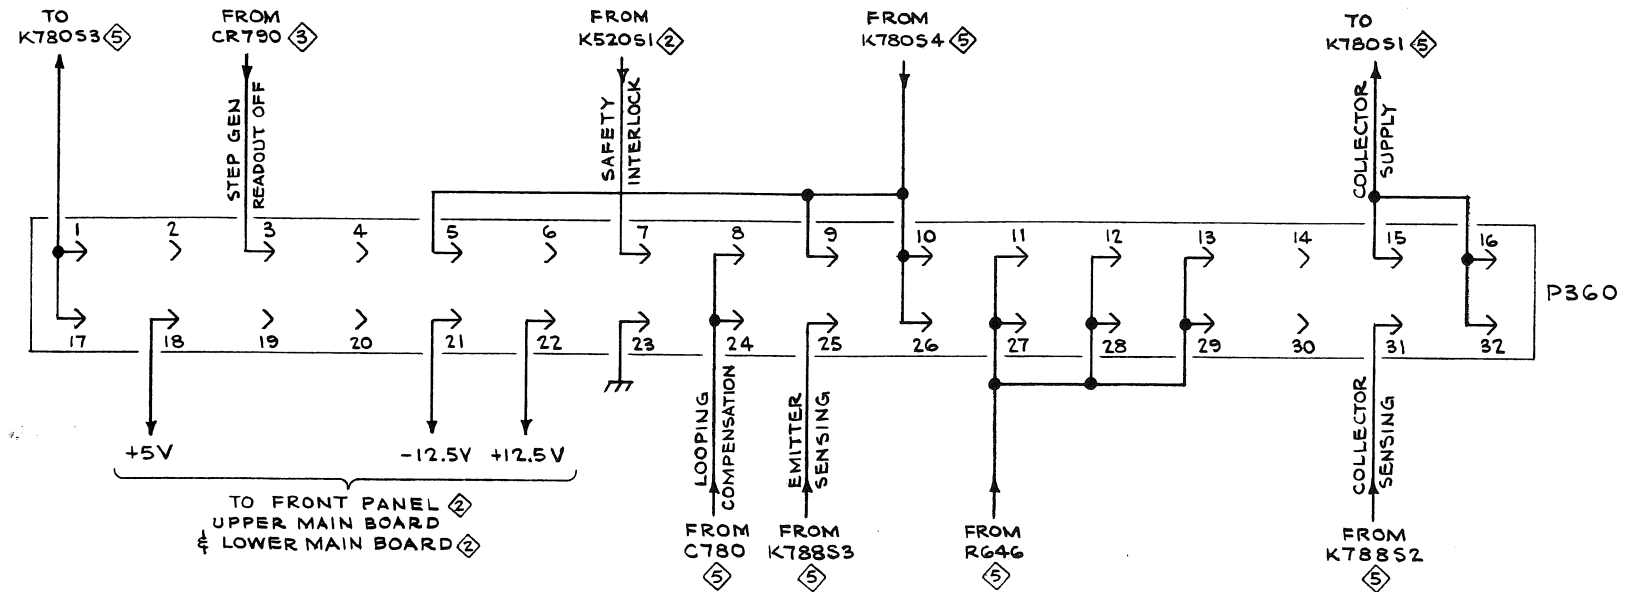 TO
K780S3 5
FROM
CR790 3
FROM
K520S1 2
FROM
K780S4 5
TO
K780S1 5
STEP GEN
READOUT OFF
SAFETY
INTERLOCK
COLLECTOR
SUPPLY
1 2 3 4 5 6 7 8 9 10 11 12 13 14 15 16
P360
17 18 19 20 21 22 23 24 25 26 27 28 29 30 31 32
+5V
-12.5V +12.5V
TO FRONT PANEL 2
UPPER MAIN BOARD
& LOWER MAIN BOARD 2
LOOPING
COMPENSATION
EMITTER
SENSING
COLLECTOR
SENSING
FROM
C780
5
FROM
K788S3
5
FROM
R646
5
FROM
K788S2
5